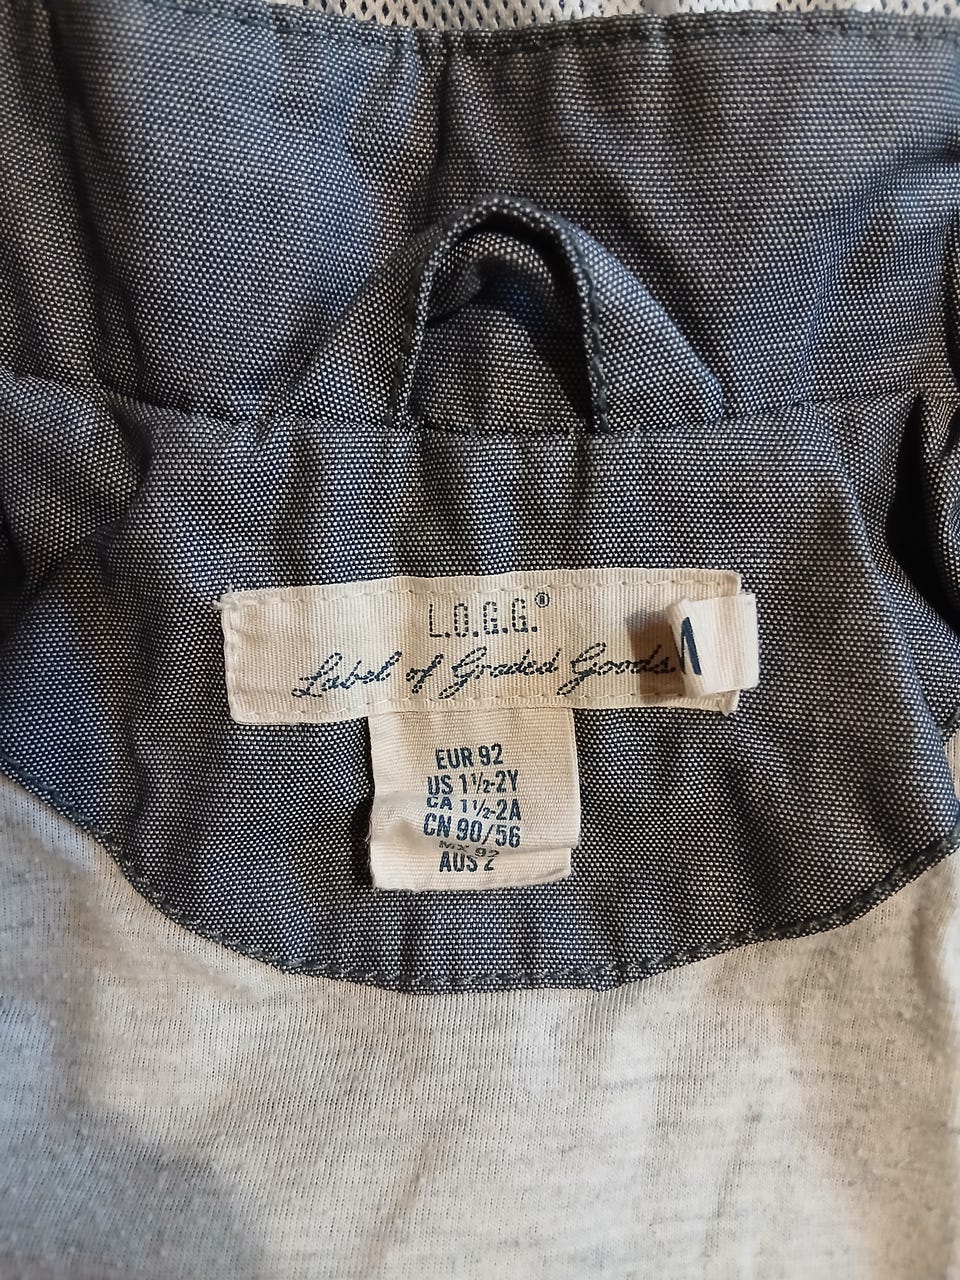 L.O.G.G.®
Label of Graded Goods
EUR 92
US 1½-2Y
CA 1½-2A
CN 90/56
MX 92
AUS 2